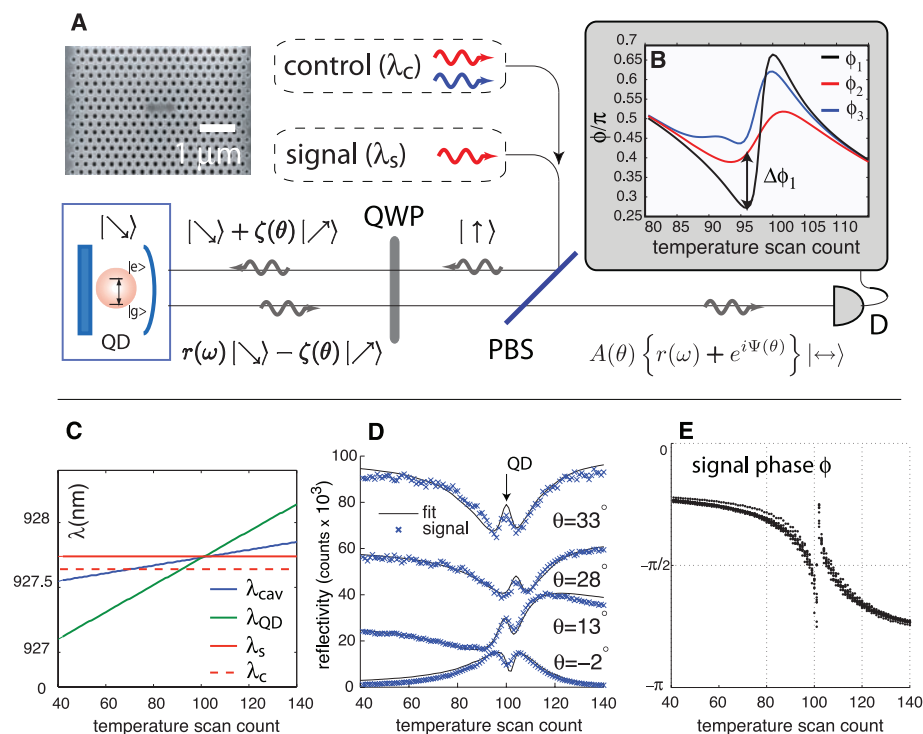 A
control (λc)
signal (λs)
1 μm
B
0.7
0.65
0.6
0.55
0.5
0.45
0.4
0.35
0.3
0.25
ϕ/π
ϕ1
ϕ2
ϕ3
Δϕ1
80 85 90 95 100 105 110
temperature scan count
|↘⟩
|e⟩
|g⟩
QD
|↘⟩ + ζ(θ) |↗⟩
QWP
|↑⟩
r(ω) |↘⟩ − ζ(θ) |↗⟩
PBS
D
A(θ) { r(ω) + e^{iΨ(θ)} } |↔⟩
C
λ(nm)
928
927.5
927
0
λcav
λQD
λs
λc
40 60 80 100 120 140
temperature scan count
D
reflectivity (counts x 10³)
100
80
60
40
20
0
QD
fit
signal
θ=33°
θ=28°
θ=13°
θ=−2°
40 60 80 100 120 140
temperature scan count
E
signal phase ϕ
0
−π/2
−π
40 60 80 100 120 140
temperature scan count